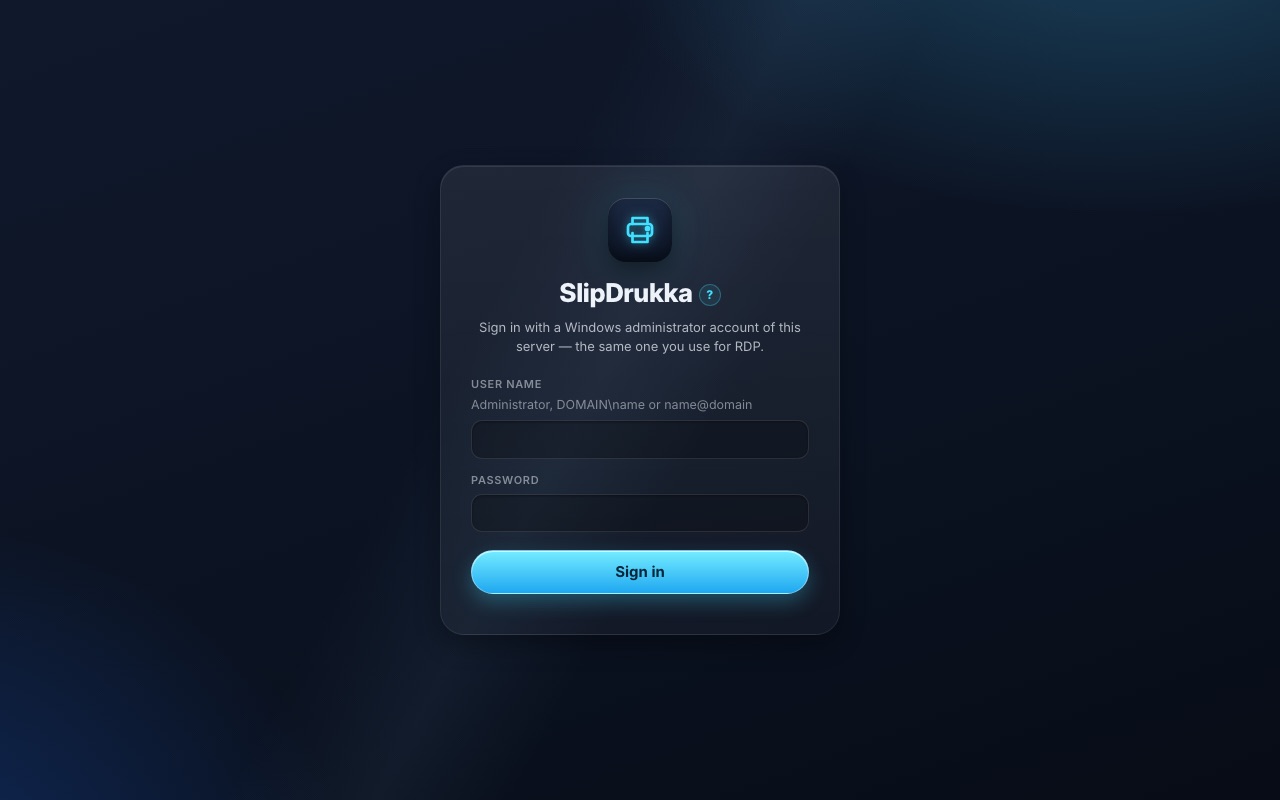 SlipDrukka ?
Sign in with a Windows administrator account of this
server — the same one you use for RDP.
USER NAME
Administrator, DOMAIN\name or name@domain
PASSWORD
Sign in